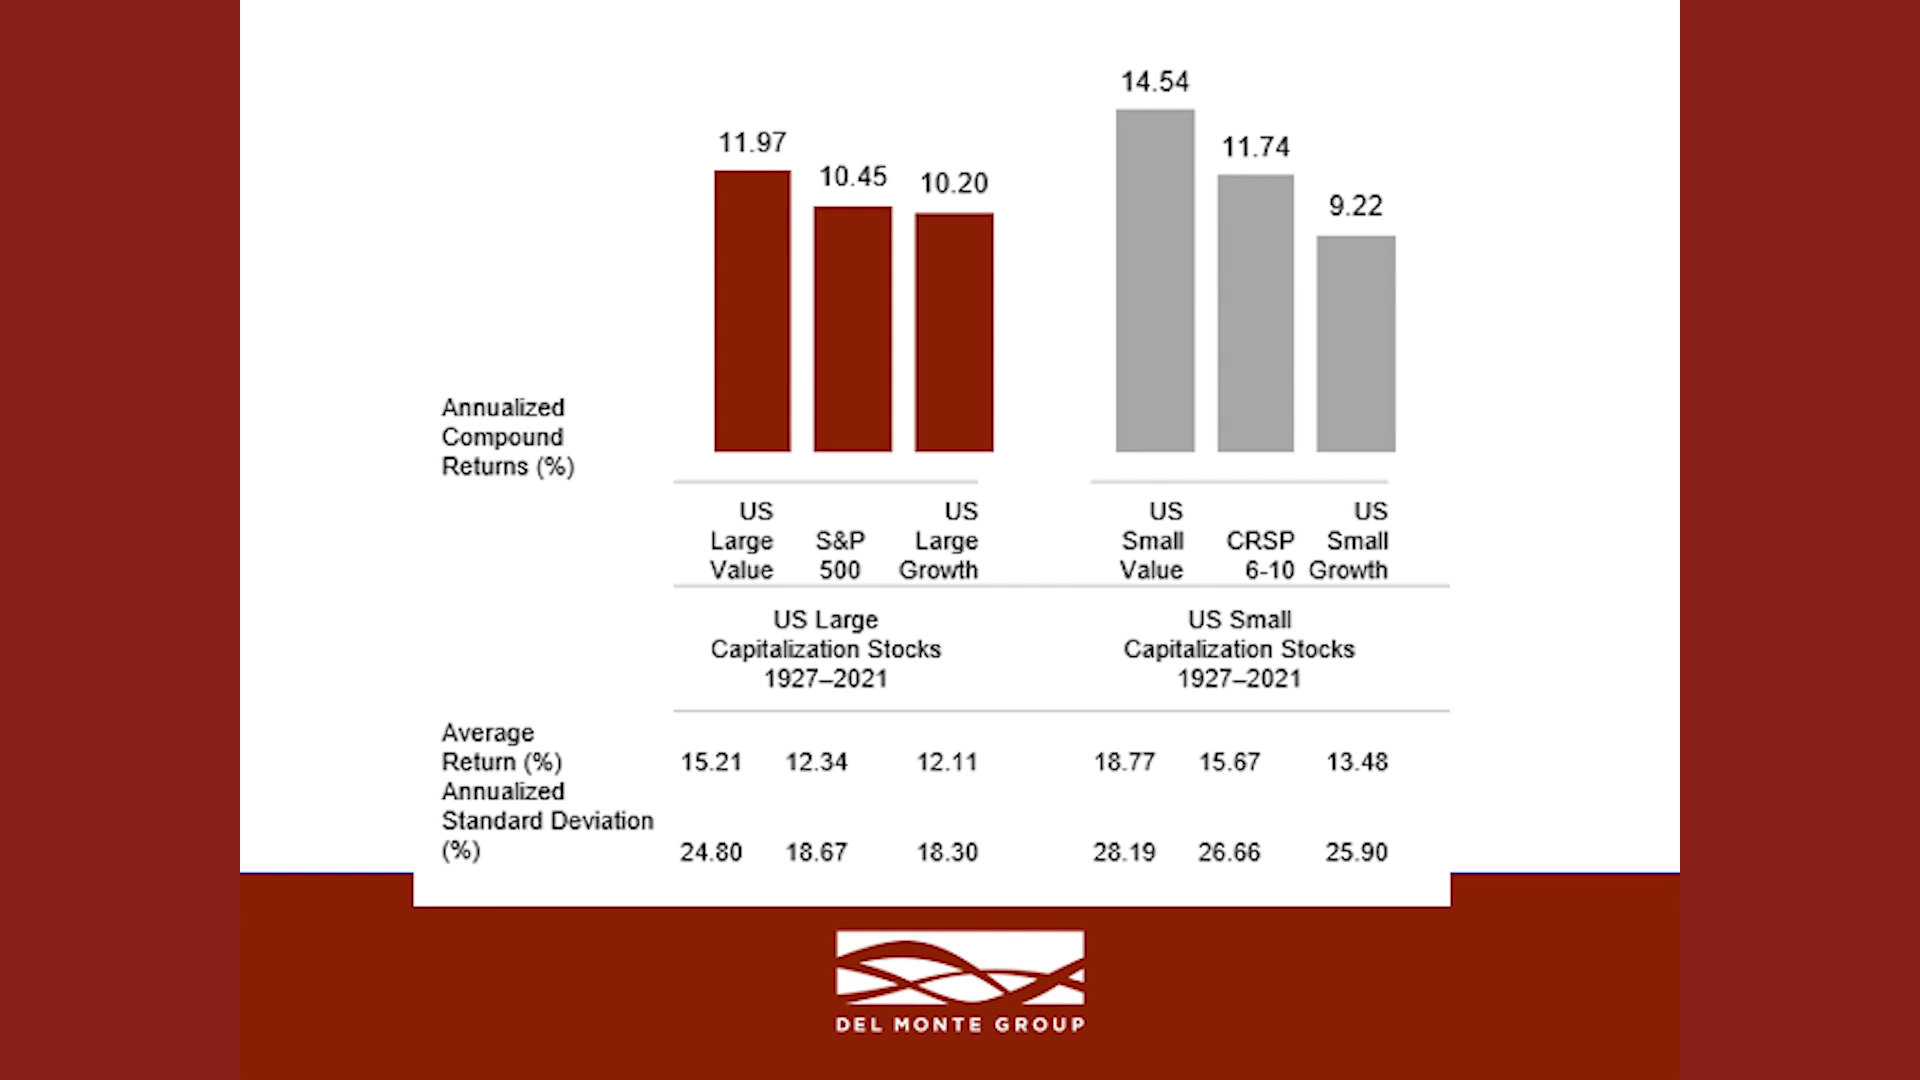 14.54
11.97
11.74
10.45
10.20
9.22
Annualized
Compound
Returns (%)
US Large Value
S&P 500
US Large Growth
US Small Value
CRSP 6-10
US Small Growth
US Large
Capitalization Stocks
1927–2021
US Small
Capitalization Stocks
1927–2021
Average
Return (%) 15.21 12.34 12.11 18.77 15.67 13.48
Annualized
Standard Deviation
(%) 24.80 18.67 18.30 28.19 26.66 25.90
DEL MONTE GROUP